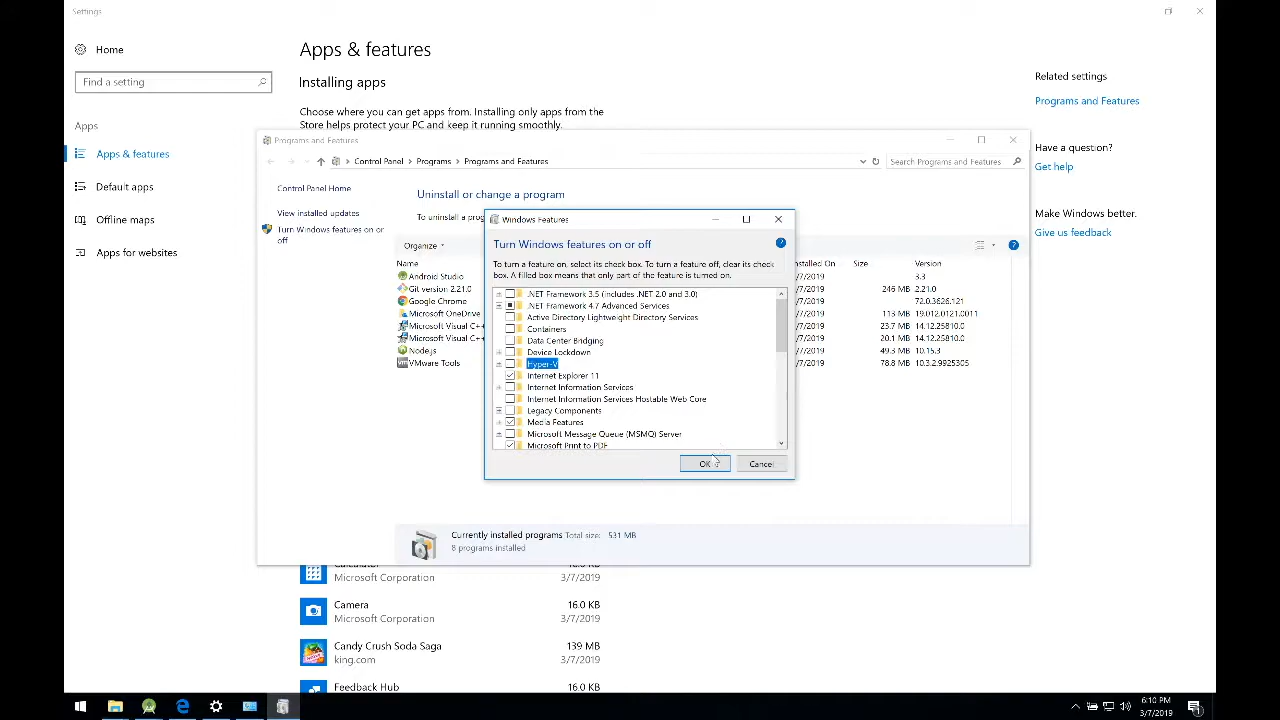 Settings
Home
Find a setting
Apps
Apps & features
Default apps
Offline maps
Apps for websites
Apps & features
Installing apps
Choose where you can get apps from. Installing only apps from the
Store helps protect your PC and keep it running smoothly.
Related settings
Programs and Features
Have a question?
Get help
Make Windows better.
Give us feedback
Programs and Features
Control Panel
Programs
Programs and Features
Search Programs and Features
Control Panel Home
View installed updates
Turn Windows features on or
off
Uninstall or change a program
To uninstall a prog
Organize
Name
nstalled On
Size
Version
Android Studio
/7/2019
3.3
Git version 2.21.0
/7/2019
246 MB
2.21.0
Google Chrome
/7/2019
72.0.3626.121
Microsoft OneDrive
/7/2019
113 MB
19.012.0121.0011
Microsoft Visual C++
/7/2019
23.7 MB
14.12.25810.0
Microsoft Visual C++
/7/2019
20.1 MB
14.12.25810.0
Node.js
/7/2019
49.3 MB
10.15.3
VMware Tools
/7/2019
78.8 MB
10.3.2.9925305
Windows Features
Turn Windows features on or off
To turn a feature on, select its check box. To turn a feature off, clear its check
box. A filled box means that only part of the feature is turned on.
.NET Framework 3.5 (includes .NET 2.0 and 3.0)
.NET Framework 4.7 Advanced Services
Active Directory Lightweight Directory Services
Containers
Data Center Bridging
Device Lockdown
Hyper-V
Internet Explorer 11
Internet Information Services
Internet Information Services Hostable Web Core
Legacy Components
Media Features
Microsoft Message Queue (MSMQ) Server
Microsoft Print to PDF
OK
Cancel
Currently installed programs Total size: 531 MB
8 programs installed
Calculator
16.0 KB
Microsoft Corporation
3/7/2019
Camera
16.0 KB
Microsoft Corporation
3/7/2019
Candy Crush Soda Saga
139 MB
king.com
3/7/2019
Feedback Hub
16.0 KB
6:10 PM
3/7/2019